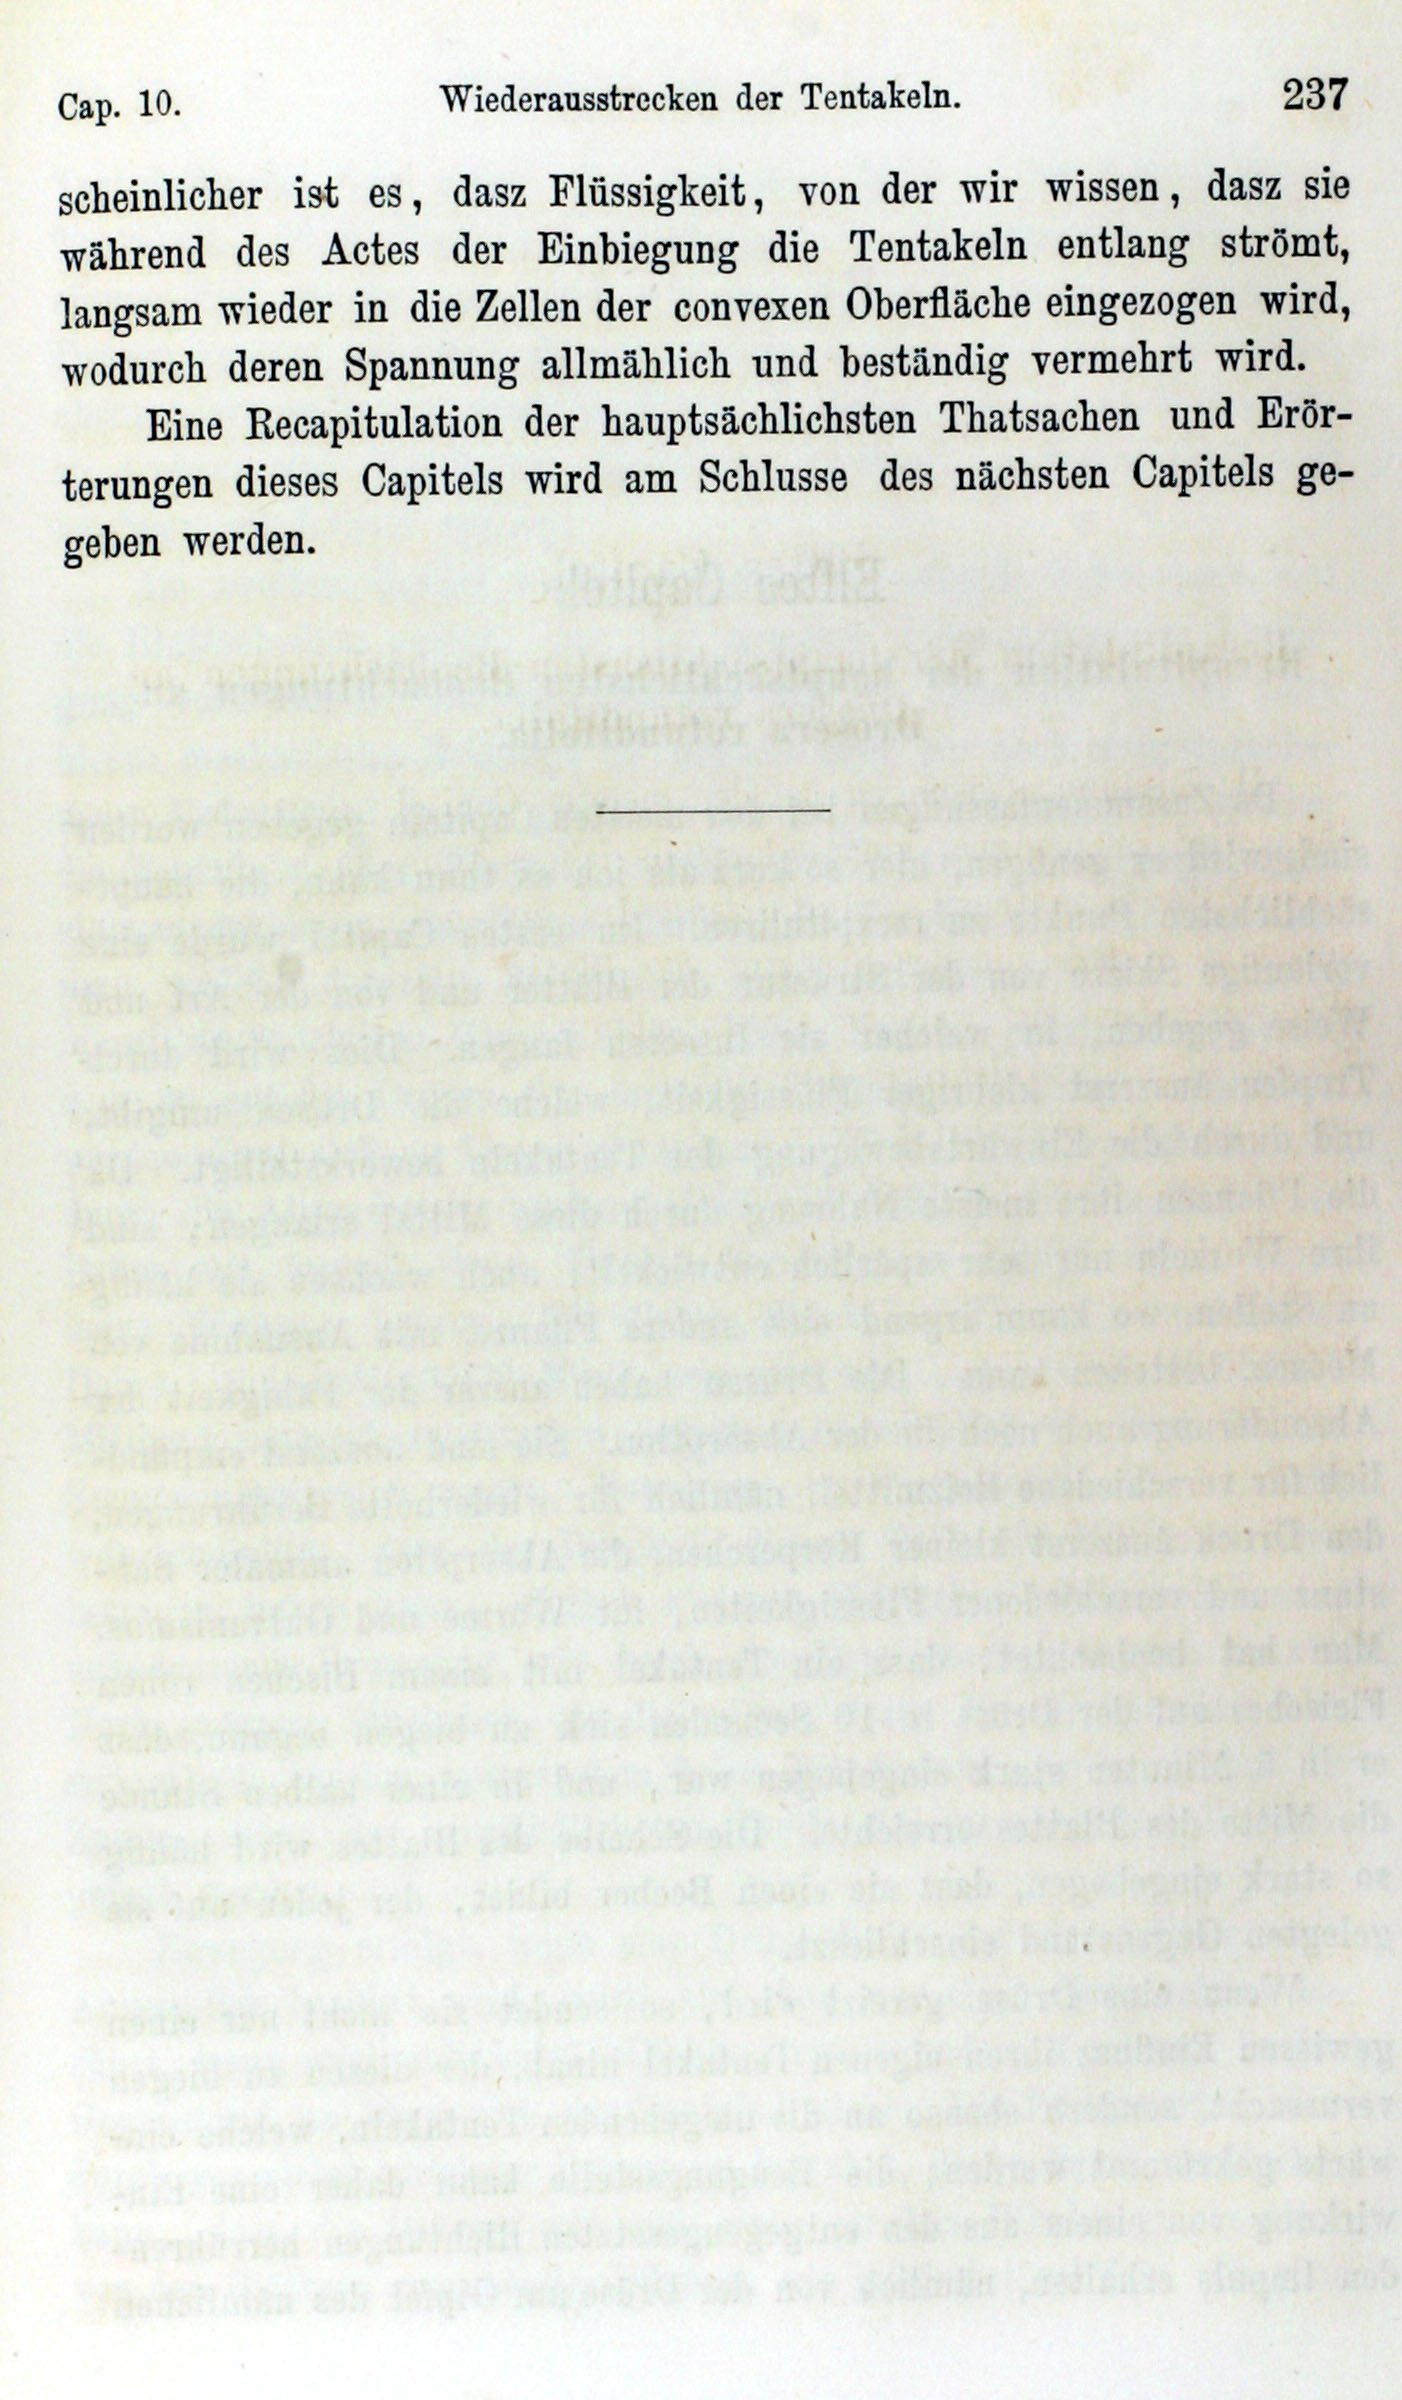 Cap. 10. Wiederausstrecken der Tentakeln. 237
scheinlicher ist es, dasz Flüssigkeit, von der wir wissen, dasz sie
während des Actes der Einbiegung die Tentakeln entlang strömt,
langsam wieder in die Zellen der convexen Oberfläche eingezogen wird,
wodurch deren Spannung allmählich und beständig vermehrt wird.
Eine Recapitulation der hauptsächlichsten Thatsachen und Erör-
terungen dieses Capitels wird am Schlusse des nächsten Capitels ge-
geben werden.